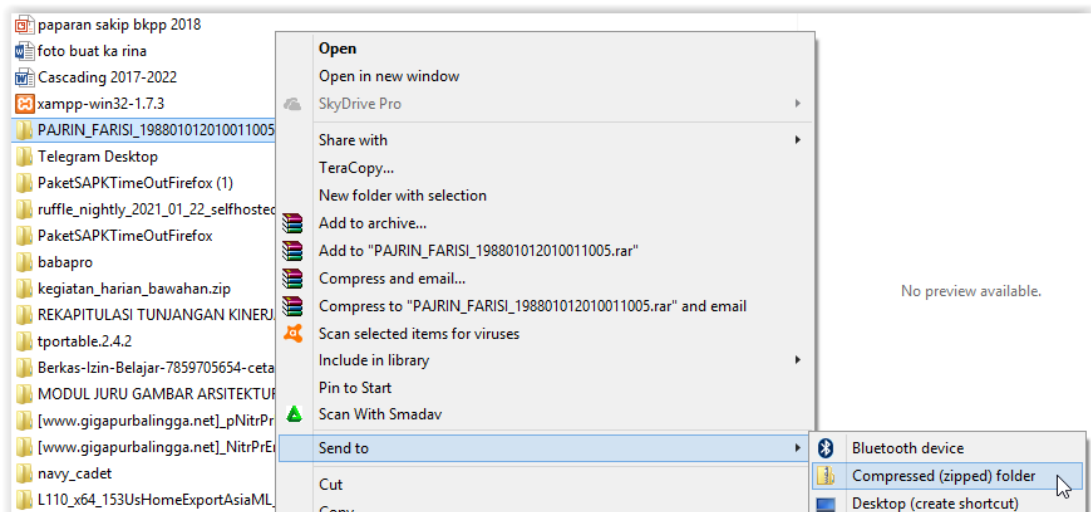 paparan sakip bkpp 2018
foto buat ka rina
Cascading 2017-2022
xampp-win32-1.7.3
PAJRIN_FARISI_198801012010011005
Telegram Desktop
PaketSAPKTimeOutFirefox (1)
ruffle_nightly_2021_01_22_selfhosted
PaketSAPKTimeOutFirefox
babapro
kegiatan_harian_bawahan.zip
REKAPITULASI TUNJANGAN KINERJ
tportable.2.4.2
Berkas-Izin-Belajar-7859705654-ceta
MODUL JURU GAMBAR ARSITEKTUR
[www.gigapurbalingga.net]_pNitrPr
[www.gigapurbalingga.net]_NitrPrE
navy_cadet
L110_x64_153UsHomeExportAsiaML_
Open
Open in new window
SkyDrive Pro
Share with
TeraCopy...
New folder with selection
Add to archive...
Add to "PAJRIN_FARISI_198801012010011005.rar"
Compress and email...
Compress to "PAJRIN_FARISI_198801012010011005.rar" and email
Scan selected items for viruses
Include in library
Pin to Start
Scan With Smadav
Send to
Cut
Copy
Bluetooth device
Compressed (zipped) folder
Desktop (create shortcut)
No preview available.